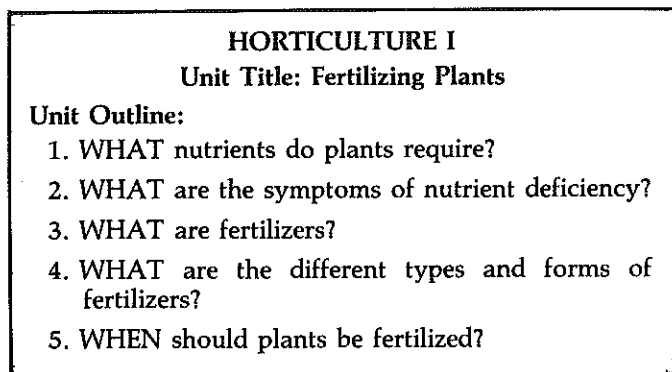 HORTICULTURE I
Unit Title: Fertilizing Plants
Unit Outline:
1. WHAT nutrients do plants require?
2. WHAT are the symptoms of nutrient deficiency?
3. WHAT are fertilizers?
4. WHAT are the different types and forms of
fertilizers?
5. WHEN should plants be fertilized?